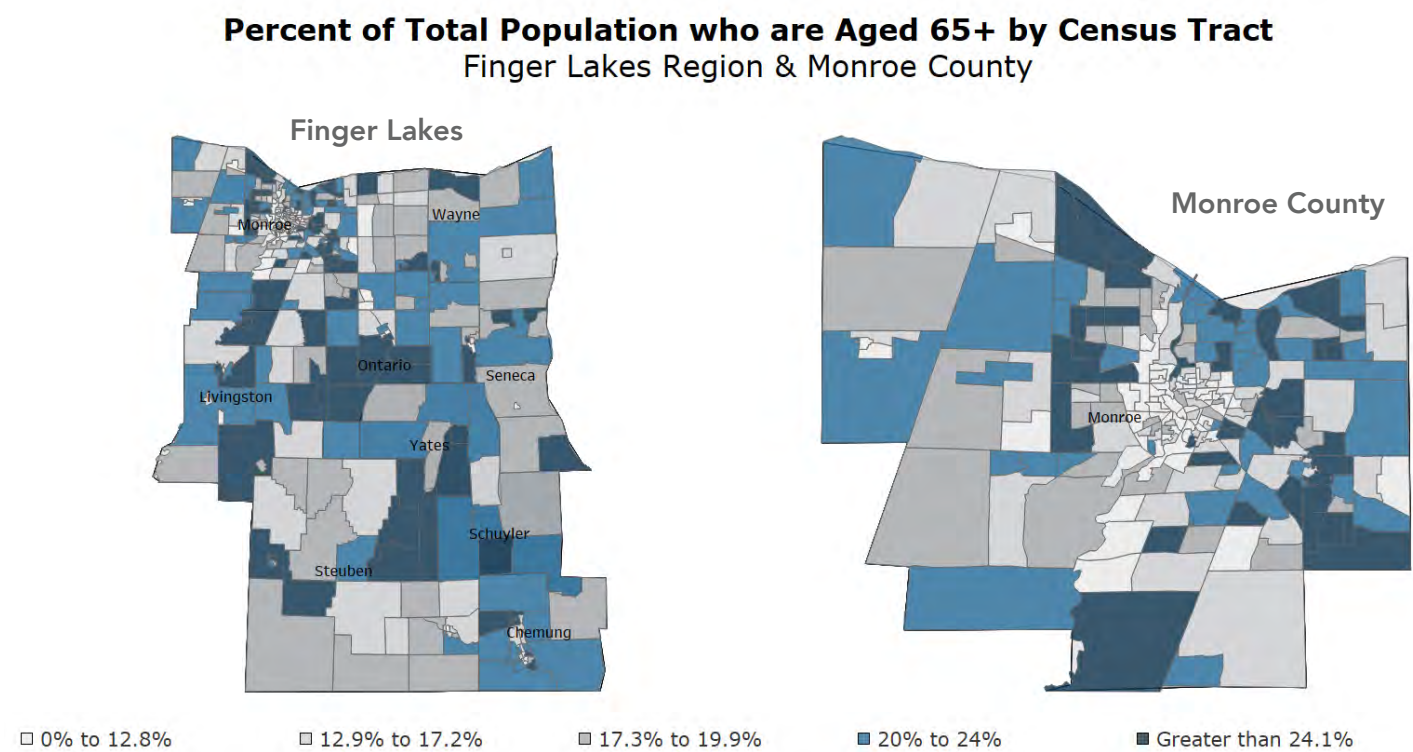 Percent of Total Population who are Aged 65+ by Census Tract
Finger Lakes Region & Monroe County
Finger Lakes
Monroe County
Wayne
Monroe
Ontario
Seneca
Livingston
Yates
Schuyler
Steuben
Chemung
Monroe
0% to 12.8%
12.9% to 17.2%
17.3% to 19.9%
20% to 24%
Greater than 24.1%